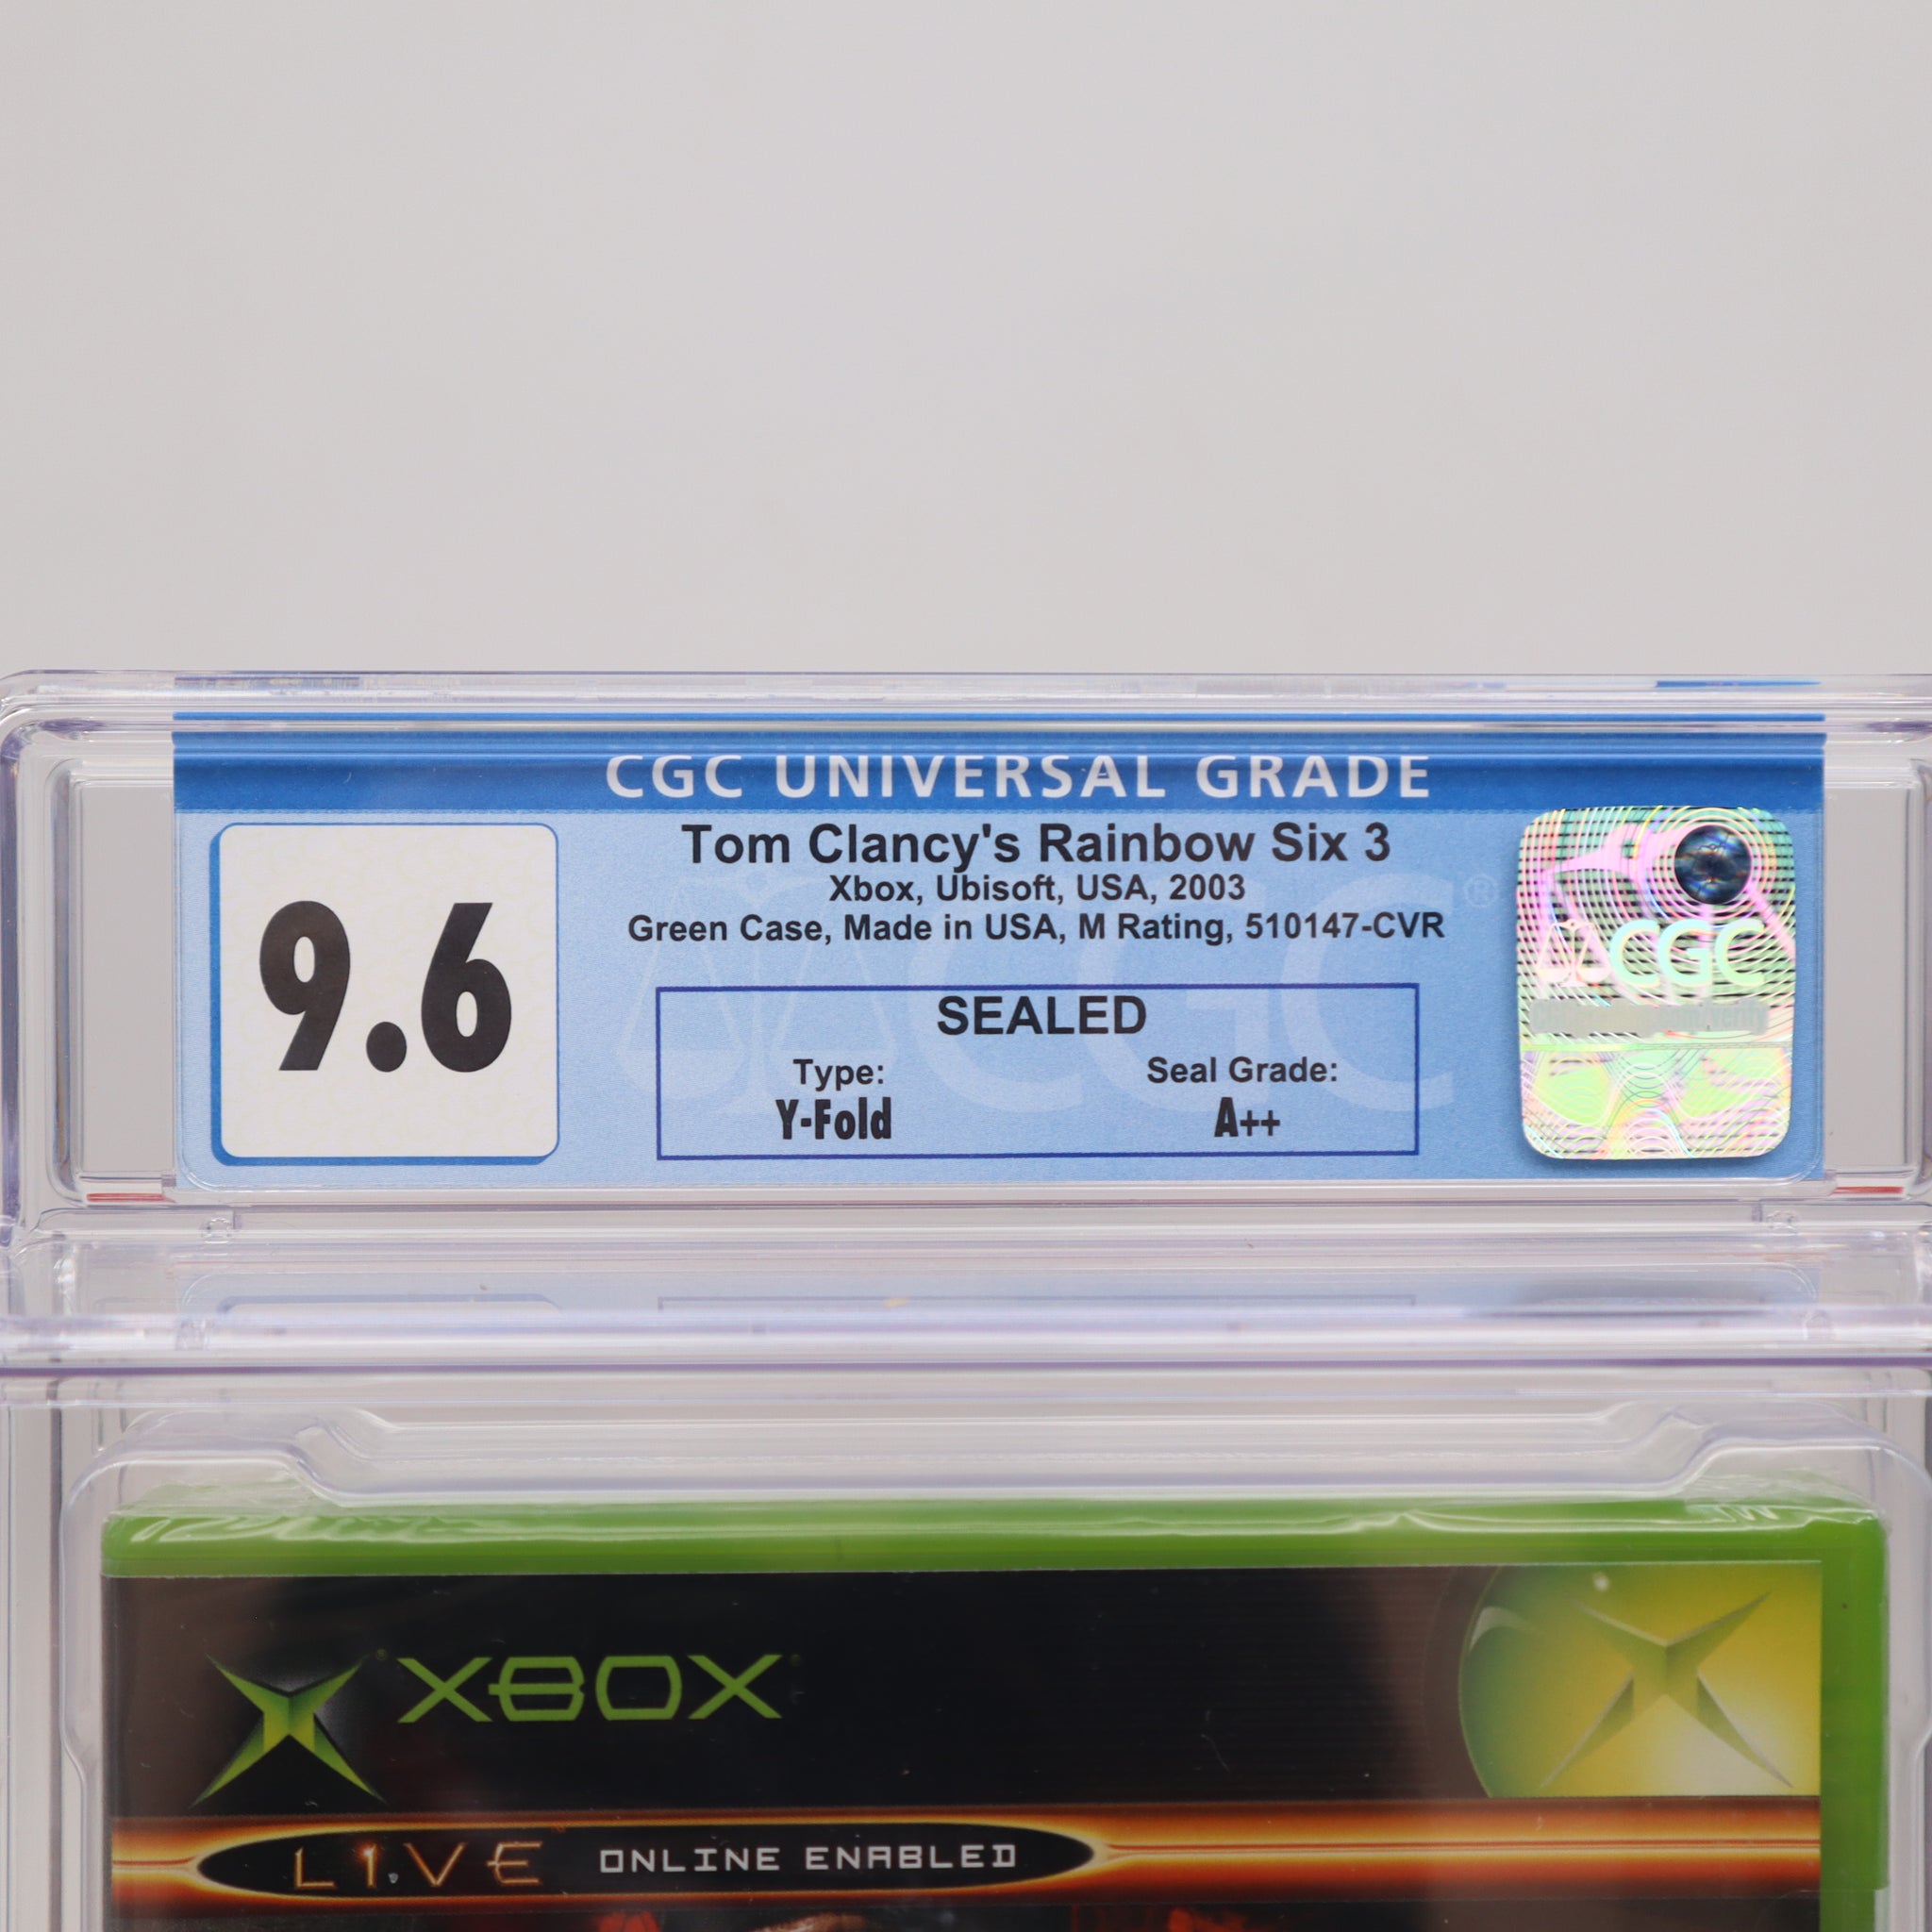 CGC UNIVERSAL GRADE
9.6
Tom Clancy's Rainbow Six 3
Xbox, Ubisoft, USA, 2003
Green Case, Made in USA, M Rating, 510147-CVR
SEALED
Type: Seal Grade:
Y-Fold A++
CGC®
CGC
XBOX
LIVE ONLINE ENABLED